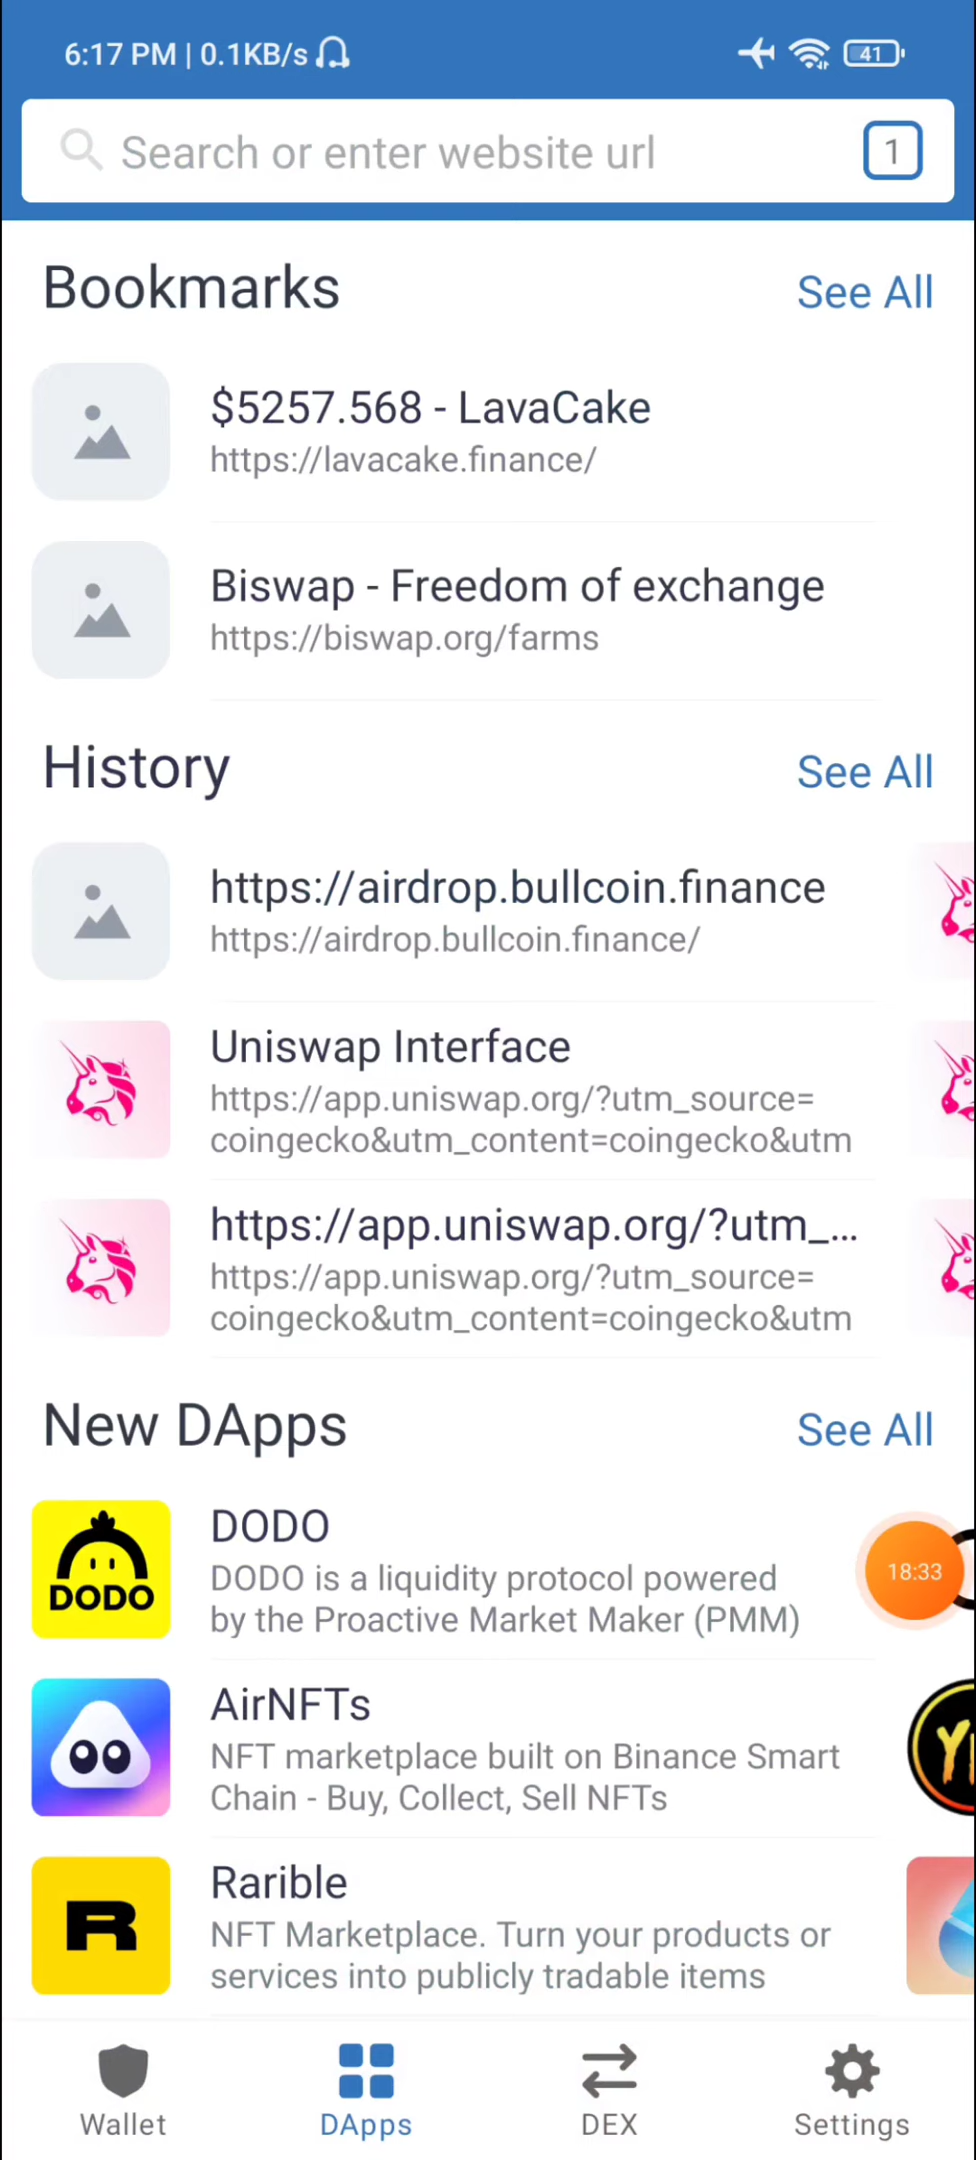 6:17 PM | 0.1KB/s
41
Search or enter website url
1
Bookmarks
See All
$5257.568 - LavaCake
https://lavacake.finance/
Biswap - Freedom of exchange
https://biswap.org/farms
History
See All
https://airdrop.bullcoin.finance
https://airdrop.bullcoin.finance/
Uniswap Interface
https://app.uniswap.org/?utm_source=
coingecko&utm_content=coingecko&utm
https://app.uniswap.org/?utm_...
https://app.uniswap.org/?utm_source=
coingecko&utm_content=coingecko&utm
New DApps
See All
DODO
DODO
DODO is a liquidity protocol powered
by the Proactive Market Maker (PMM)
18:33
AirNFTs
NFT marketplace built on Binance Smart
Chain - Buy, Collect, Sell NFTs
R
Rarible
NFT Marketplace. Turn your products or
services into publicly tradable items
Wallet
DApps
DEX
Settings